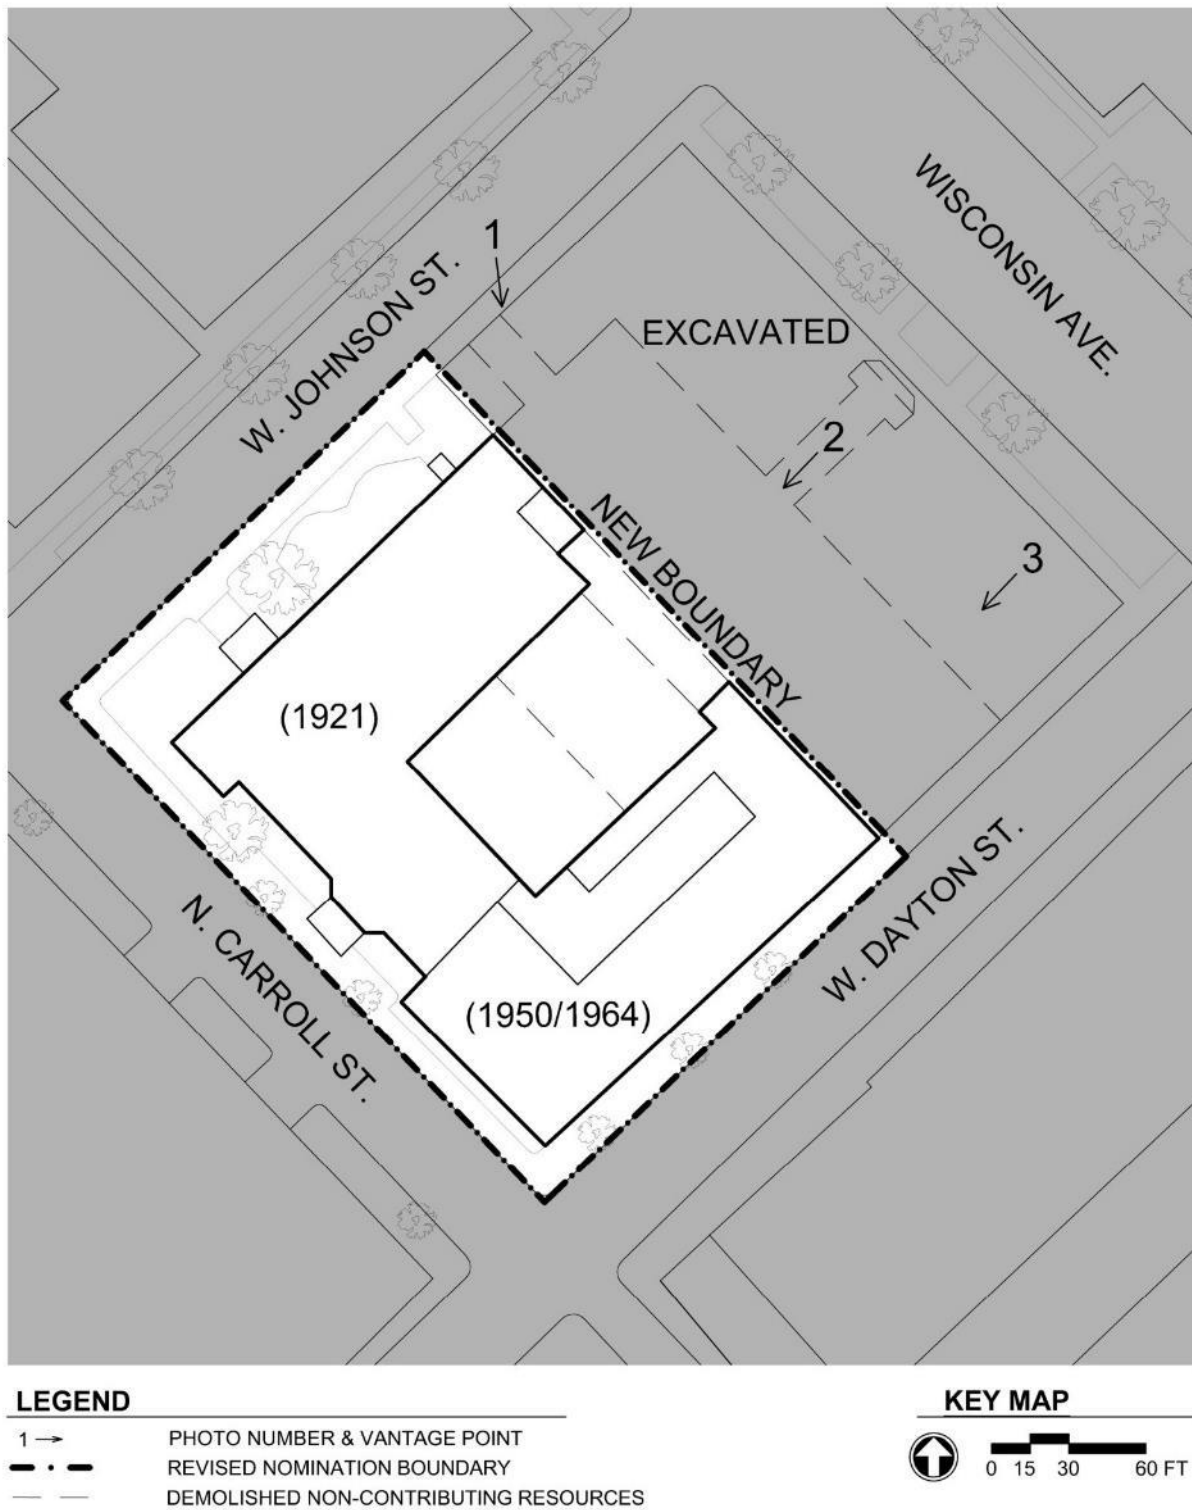 WISCONSIN AVE.
1
W. JOHNSON ST.
EXCAVATED
2
NEW BOUNDARY
3
(1921)
W. DAYTON ST.
N. CARROLL ST.
(1950/1964)
LEGEND
1 → PHOTO NUMBER & VANTAGE POINT
REVISED NOMINATION BOUNDARY
DEMOLISHED NON-CONTRIBUTING RESOURCES
KEY MAP
0 15 30 60 FT